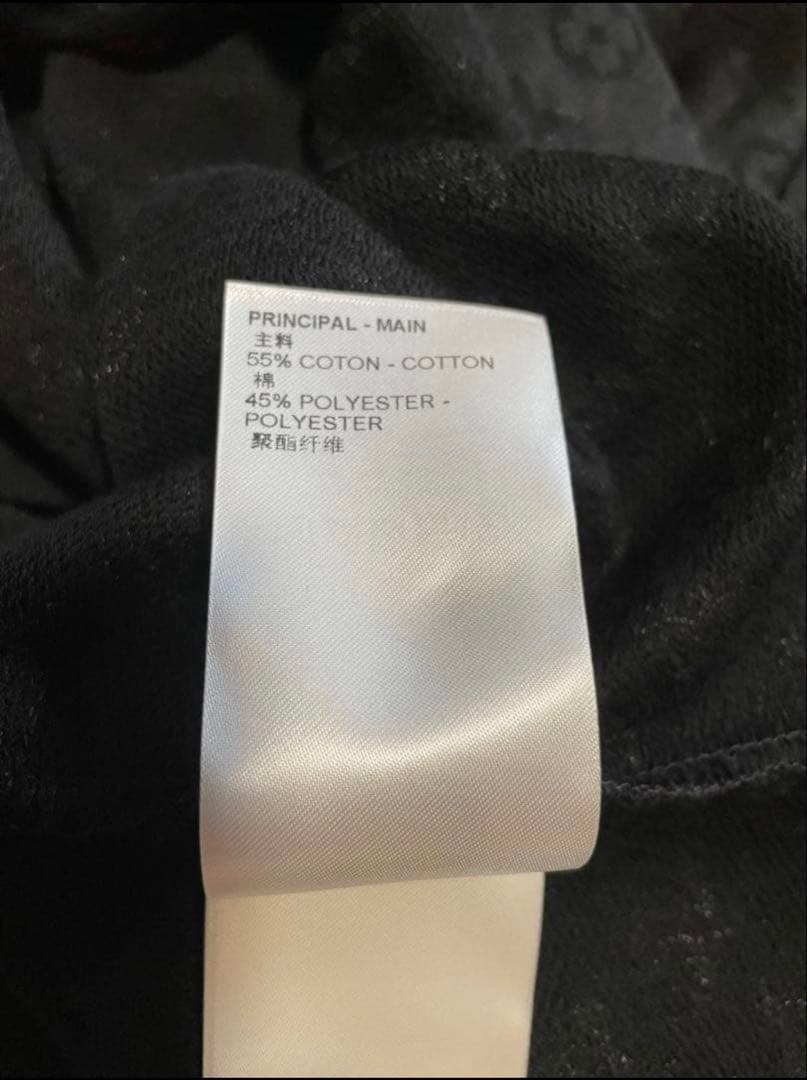 PRINCIPAL - MAIN
主料
55% COTON - COTTON
棉
45% POLYESTER -
POLYESTER
聚酯纤维